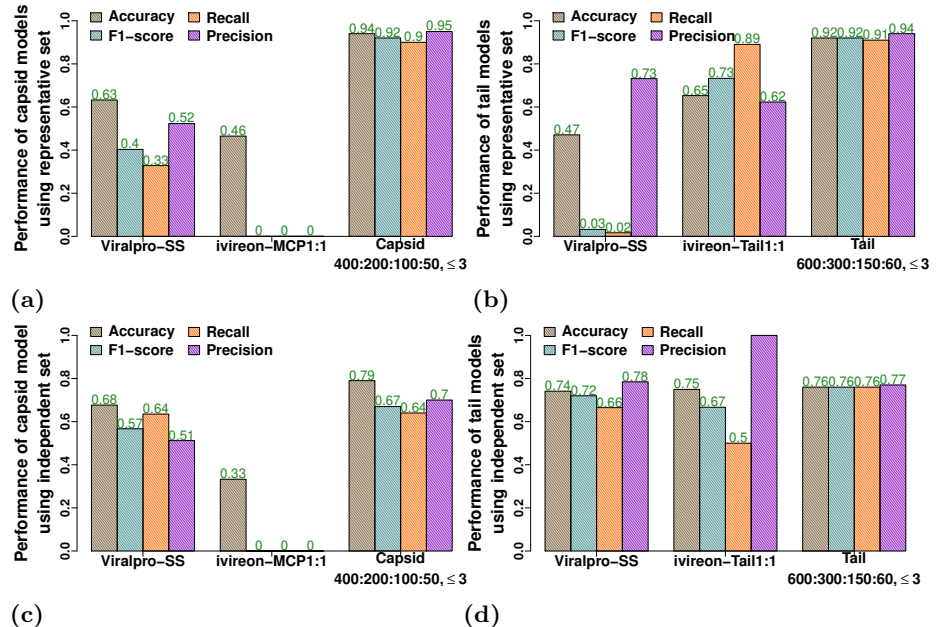 (a)
Performance of capsid models
using representative set
0.0 0.2 0.4 0.6 0.8 1.0
Accuracy Recall
F1−score Precision
0.63 0.4 0.33 0.52
0.46 0 0 0
0.94 0.92 0.9 0.95
Viralpro−SS ivireon−MCP1:1 Capsid
400:200:100:50, ≤ 3
(b)
Performance of tail models
using representative set
0.0 0.2 0.4 0.6 0.8 1.0
Accuracy Recall
F1−score Precision
0.47 0.03 0.02 0.73
0.65 0.73 0.89 0.62
0.92 0.92 0.91 0.94
Viralpro−SS ivireon−Tail1:1 Tail
600:300:150:60, ≤ 3
(c)
Performance of capsid model
using independent set
0.0 0.2 0.4 0.6 0.8 1.0
Accuracy Recall
F1−score Precision
0.68 0.57 0.64 0.51
0.33 0 0 0
0.79 0.67 0.64 0.7
Viralpro−SS ivireon−MCP1:1 Capsid
400:200:100:50, ≤ 3
(d)
Performance of tail models
using independent set
0.0 0.2 0.4 0.6 0.8 1.0
Accuracy Recall
F1−score Precision
0.74 0.72 0.66 0.78
0.75 0.67 0.5
0.76 0.76 0.76 0.77
Viralpro−SS ivireon−Tail1:1 Tail
600:300:150:60, ≤ 3